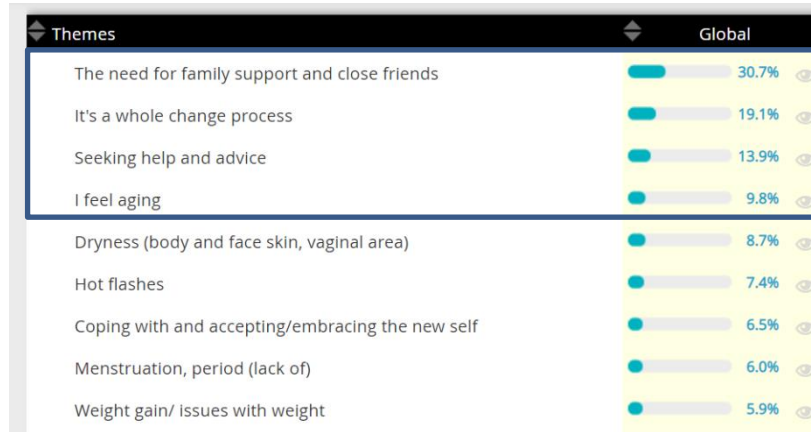 Themes Global
The need for family support and close friends 30.7%
It's a whole change process 19.1%
Seeking help and advice 13.9%
I feel aging 9.8%
Dryness (body and face skin, vaginal area) 8.7%
Hot flashes 7.4%
Coping with and accepting/embracing the new self 6.5%
Menstruation, period (lack of) 6.0%
Weight gain/ issues with weight 5.9%